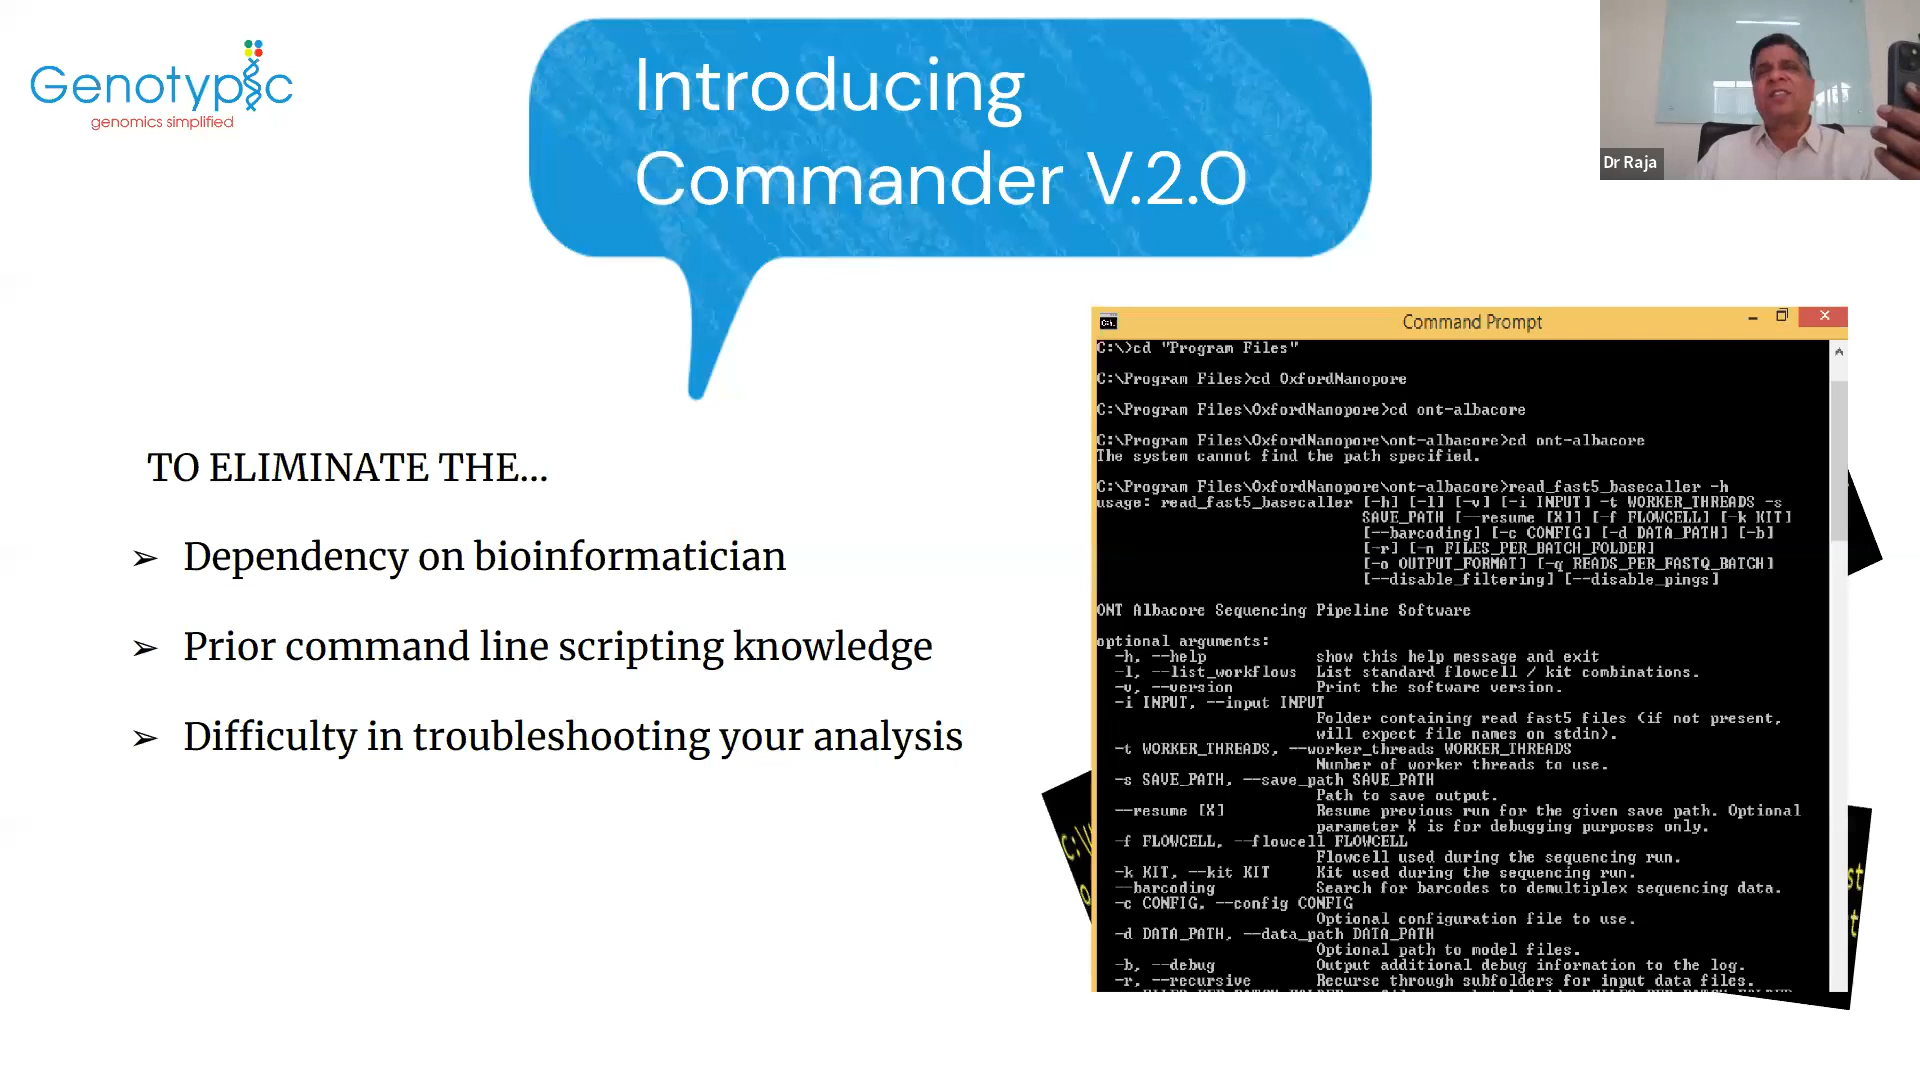 Genotypic
genomics simplified
Introducing
Commander V.2.0
Dr Raja
TO ELIMINATE THE...
➢ Dependency on bioinformatician
➢ Prior command line scripting knowledge
➢ Difficulty in troubleshooting your analysis
Command Prompt
C:\>cd "Program Files"
C:\Program Files>cd OxfordNanopore
C:\Program Files\OxfordNanopore>cd ont-albacore
C:\Program Files\OxfordNanopore\ont-albacore>cd ont-albacore
The system cannot find the path specified.
C:\Program Files\OxfordNanopore\ont-albacore>read_fast5_basecaller -h
usage: read_fast5_basecaller [-h] [-l] [-v] [-i INPUT] -t WORKER_THREADS -s
SAVE_PATH [--resume [X]] [-f FLOWCELL] [-k KIT]
[--barcoding] [-c CONFIG] [-d DATA_PATH] [-b]
[-r] [-n FILES_PER_BATCH_FOLDER]
[-o OUTPUT_FORMAT] [-q READS_PER_FASTQ_BATCH]
[--disable_filtering] [--disable_pings]
ONT Albacore Sequencing Pipeline Software
optional arguments:
-h, --help show this help message and exit
-l, --list_workflows List standard flowcell / kit combinations.
-v, --version Print the software version.
-i INPUT, --input INPUT
Folder containing read fast5 files (if not present,
will expect file names on stdin).
-t WORKER_THREADS, --worker_threads WORKER_THREADS
Number of worker threads to use.
-s SAVE_PATH, --save_path SAVE_PATH
Path to save output.
--resume [X] Resume previous run for the given save path. Optional
parameter X is for debugging purposes only.
-f FLOWCELL, --flowcell FLOWCELL
Flowcell used during the sequencing run.
-k KIT, --kit KIT Kit used during the sequencing run.
--barcoding Search for barcodes to demultiplex sequencing data.
-c CONFIG, --config CONFIG
Optional configuration file to use.
-d DATA_PATH, --data_path DATA_PATH
Optional path to model files.
-b, --debug Output additional debug information to the log.
-r, --recursive Recurse through subfolders for input data files.